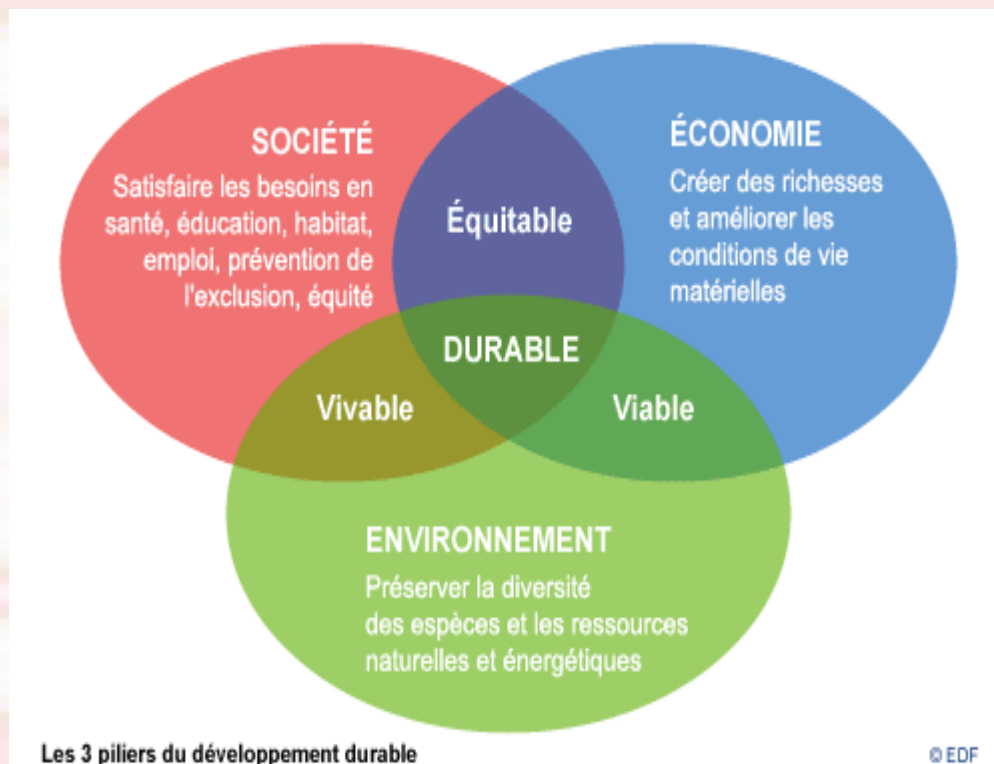 SOCIÉTÉ
Satisfaire les besoins en
santé, éducation, habitat,
emploi, prévention de
l'exclusion, équité
Équitable
ÉCONOMIE
Créer des richesses
et améliorer les
conditions de vie
matérielles
DURABLE
Vivable
Viable
ENVIRONNEMENT
Préserver la diversité
des espèces et les ressources
naturelles et énergétiques
Les 3 piliers du développement durable
© EDF